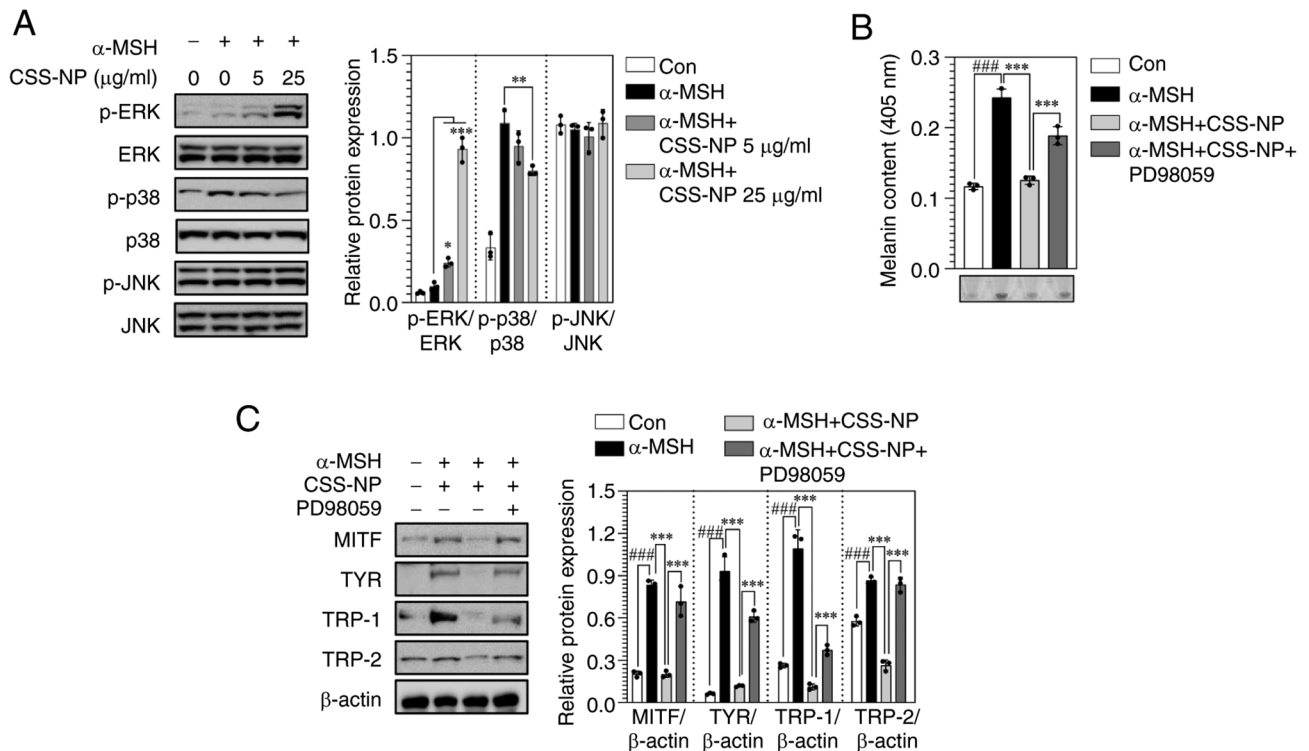 A
α-MSH − + + +
CSS-NP (μg/ml) 0 0 5 25
p-ERK
ERK
p-p38
p38
p-JNK
JNK
Relative protein expression
1.5
1.0
0.5
0.0
**
***
*
p-ERK/
ERK
p-p38/
p38
p-JNK/
JNK
Con
α-MSH
α-MSH+
CSS-NP 5 μg/ml
α-MSH+
CSS-NP 25 μg/ml
B
Melanin content (405 nm)
0.3
0.2
0.1
0.0
### ***
***
Con
α-MSH
α-MSH+CSS-NP
α-MSH+CSS-NP+
PD98059
C
α-MSH − + + +
CSS-NP − + + +
PD98059 − − − +
MITF
TYR
TRP-1
TRP-2
β-actin
Con
α-MSH
α-MSH+CSS-NP
α-MSH+CSS-NP+
PD98059
Relative protein expression
1.5
1.2
0.9
0.6
0.3
0.0
### *** ***
### *** ***
### *** ***
### *** ***
MITF/
β-actin
TYR/
β-actin
TRP-1/
β-actin
TRP-2/
β-actin